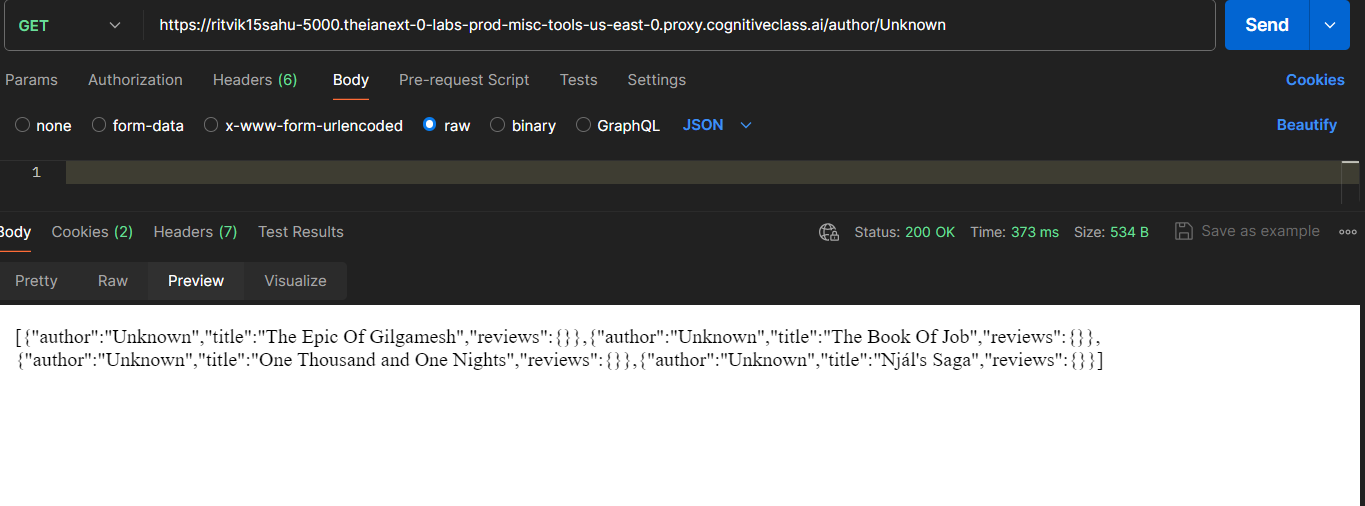 GET https://ritvik15sahu-5000.theianext-0-labs-prod-misc-tools-us-east-0.proxy.cognitiveclass.ai/author/Unknown Send
Params Authorization Headers (6) Body Pre-request Script Tests Settings Cookies
none form-data x-www-form-urlencoded raw binary GraphQL JSON Beautify
1
Body Cookies (2) Headers (7) Test Results Status: 200 OK Time: 373 ms Size: 534 B Save as example
Pretty Raw Preview Visualize
[{"author":"Unknown","title":"The Epic Of Gilgamesh","reviews":{}},{"author":"Unknown","title":"The Book Of Job","reviews":{}},
{"author":"Unknown","title":"One Thousand and One Nights","reviews":{}},{"author":"Unknown","title":"Njál's Saga","reviews":{}}]